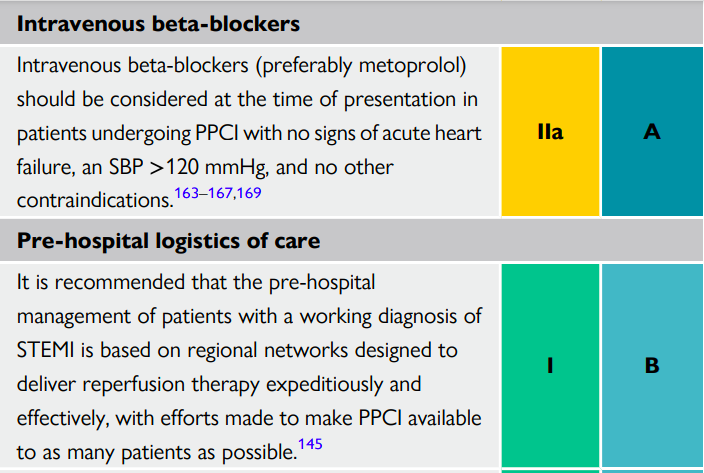 Intravenous beta-blockers
Intravenous beta-blockers (preferably metoprolol)
should be considered at the time of presentation in
patients undergoing PPCI with no signs of acute heart
failure, an SBP >120 mmHg, and no other
contraindications.163–167,169
IIa
A
Pre-hospital logistics of care
It is recommended that the pre-hospital
management of patients with a working diagnosis of
STEMI is based on regional networks designed to
deliver reperfusion therapy expeditiously and
effectively, with efforts made to make PPCI available
to as many patients as possible.145
I
B